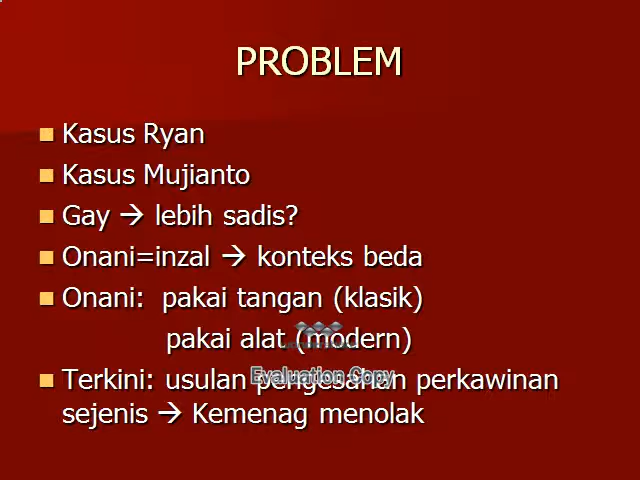 PROBLEM
Kasus Ryan
Kasus Mujianto
Gay → lebih sadis?
Onani=inzal → konteks beda
Onani: pakai tangan (klasik)
pakai alat (modern)
Evaluation Copy
Terkini: usulan pengesahan perkawinan
sejenis → Kemenag menolak